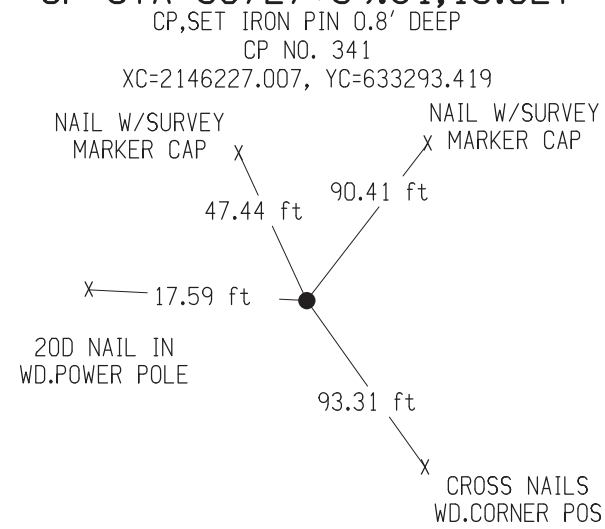 CP,SET IRON PIN 0.8' DEEP
CP NO. 341
XC=2146227.007, YC=633293.419
NAIL W/SURVEY
MARKER CAP
NAIL W/SURVEY
MARKER CAP
47.44 ft
90.41 ft
17.59 ft
20D NAIL IN
WD.POWER POLE
93.31 ft
CROSS NAILS
WD.CORNER POS